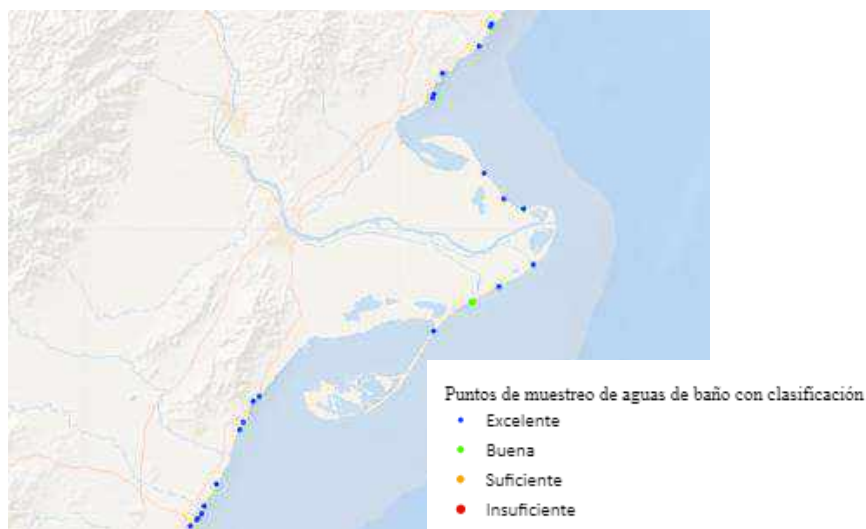 Puntos de muestreo de aguas de baño con clasificación
Excelente
Buena
Suficiente
Insuficiente